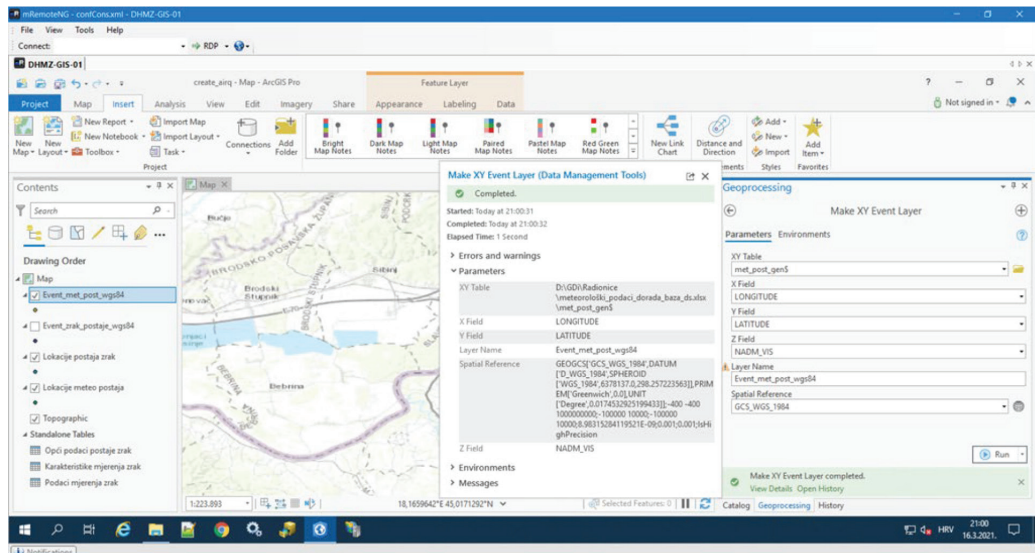 mRemoteNG - confCons.xml - DHMZ-GIS-01
File View Tools Help
Connect: RDP
DHMZ-GIS-01
create_airq - Map - ArcGIS Pro
Feature Layer
Not signed in
Project Map Insert Analysis View Edit Imagery Share Appearance Labeling Data
New Map
New Layout
New Report
New Notebook
Toolbox
Import Map
Import Layout
Task
Connections
Add Folder
Project
Bright Map Notes
Dark Map Notes
Light Map Notes
Paired Map Notes
Pastel Map Notes
Red Green Map Notes
New Link Chart
Distance and Direction
Add
New
Import
Styles
Add Item
Favorites
Contents
Search
Drawing Order
Map
Event_met_post_wgs84
Event_zrak_postaje_wgs84
Lokacije postaja zrak
Lokacije meteo postaja
Topographic
Standalone Tables
Opći podaci postaje zrak
Karakteristike mjerenja zrak
Podaci mjerenja zrak
Map
BRODSKO POSAVSKA ŽUPAN
Sibinj
Brodski Stupnik
BRODSKI STUPNIK
BEBRINA
Bebrina
1:223.893
18,1659642°E 45,0171292°N
Selected Features: 0
Make XY Event Layer (Data Management Tools)
Completed.
Started: Today at 21:00:31
Completed: Today at 21:00:32
Elapsed Time: 1 Second
Errors and warnings
Parameters
XY Table D:\GDi\Radionice
\meteorološki_podaci_dorada_baza_ds.xlsx
\met_post_gen$
X Field LONGITUDE
Y Field LATITUDE
Layer Name Event_met_post_wgs84
Spatial Reference GEOGCS['GCS_WGS_1984',DATUM
['D_WGS_1984',SPHEROID
['WGS_1984',6378137.0,298.257223563]],PRIM
EM['Greenwich',0.0],UNIT
['Degree',0.0174532925199433]];-400 -400
1000000000;-100000 10000;-100000
10000;8.98315284119521E-09;0.001;0.001;IsHi
ghPrecision
Z Field NADM_VIS
Environments
Messages
Geoprocessing
Make XY Event Layer
Parameters Environments
XY Table
met_post_gen$
X Field
LONGITUDE
Y Field
LATITUDE
Z Field
NADM_VIS
Layer Name
Event_met_post_wgs84
Spatial Reference
GCS_WGS_1984
Run
Make XY Event Layer completed.
View Details Open History
Catalog Geoprocessing History
HRV
21:00
16.3.2021.
Notifications